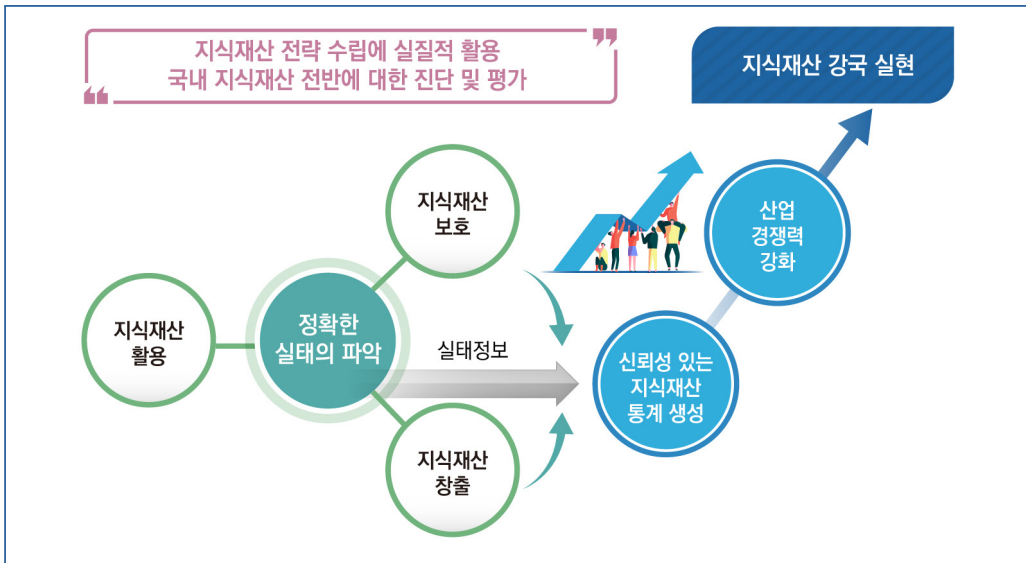 지식재산 전략 수립에 실질적 활용
국내 지식재산 전반에 대한 진단 및 평가
지식재산 강국 실현
지식재산
보호
산업
경쟁력
강화
지식재산
활용
정확한
실태의 파악
실태정보
신뢰성 있는
지식재산
통계 생성
지식재산
창출